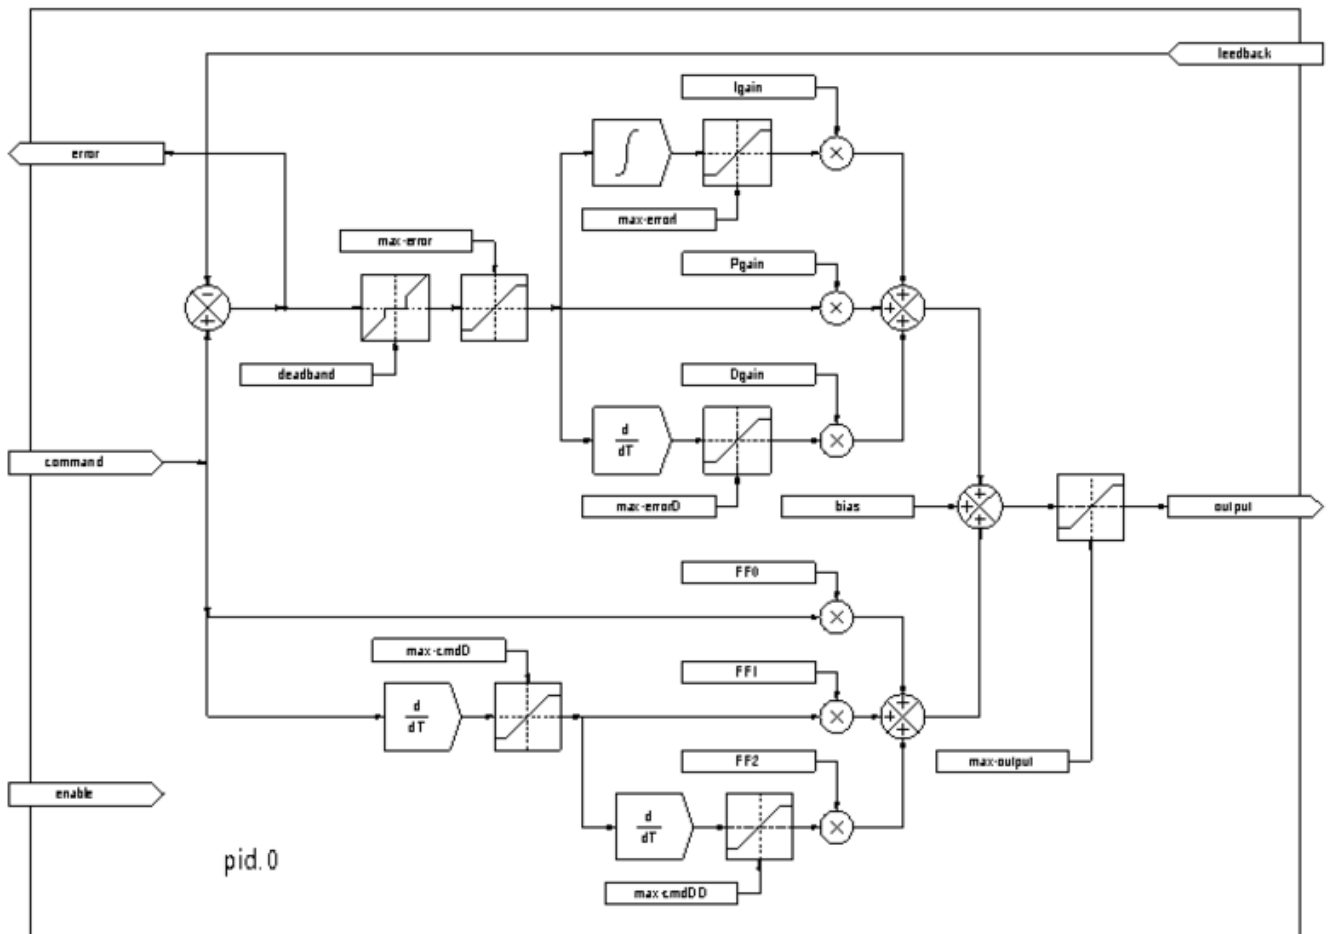 feedback
Igain
error
max-errorI
max-error
Pgain
−
+
+
+
+
deadband
Dgain
d
dT
command
max-errorD
bias
+
+
+
output
FF0
max-cmdD
FF1
d
dT
+
+
+
FF2
max-output
enable
d
dT
pid.0
max-cmdDD